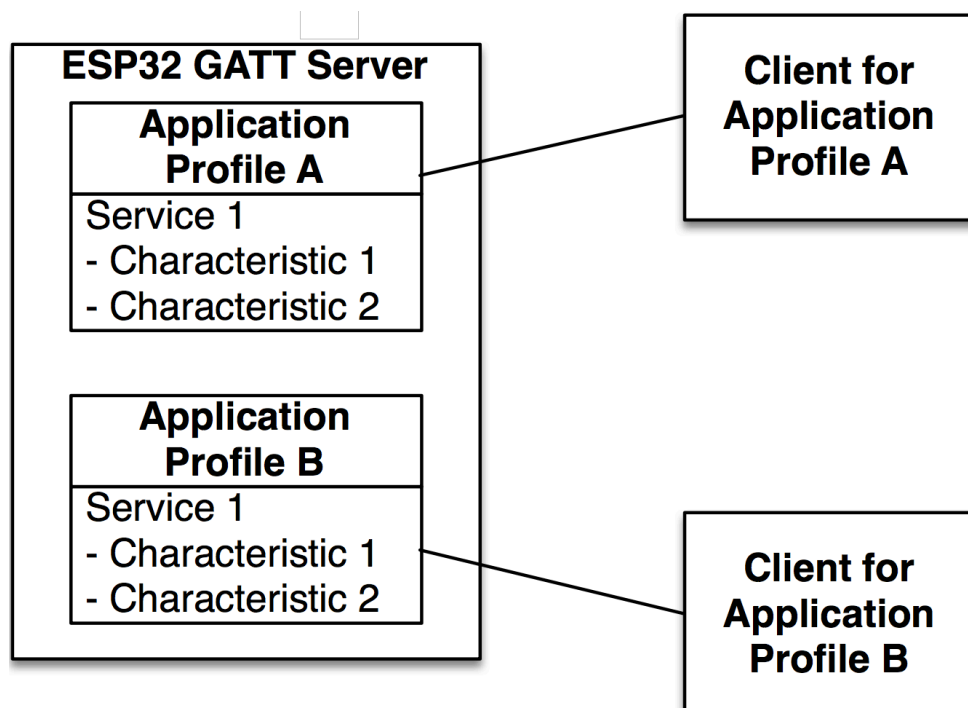 ESP32 GATT Server
Application
Profile A
Service 1
- Characteristic 1
- Characteristic 2
Application
Profile B
Service 1
- Characteristic 1
- Characteristic 2
Client for
Application
Profile A
Client for
Application
Profile B